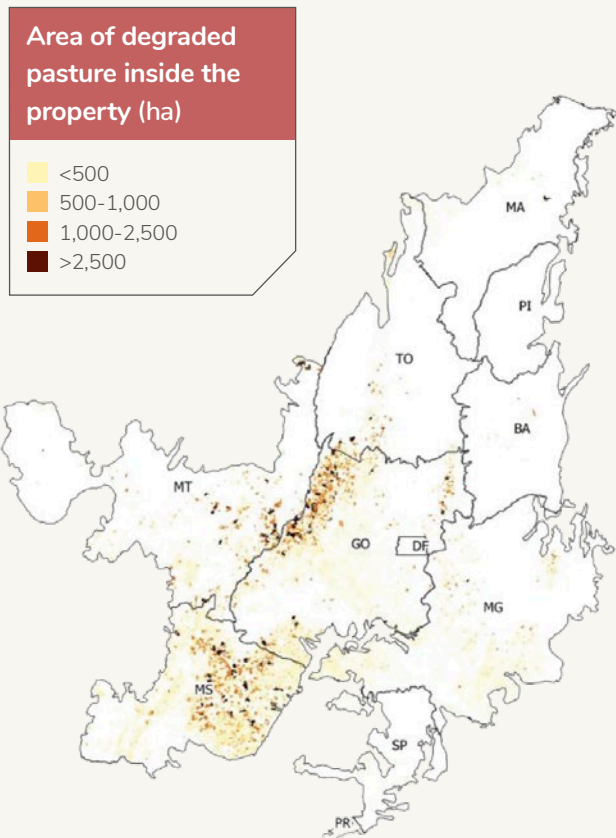 Area of degraded
pasture inside the
property (ha)
<500
500-1,000
1,000-2,500
>2,500
MA
PI
TO
BA
MT
GO
DF
MG
MS
SP
PR